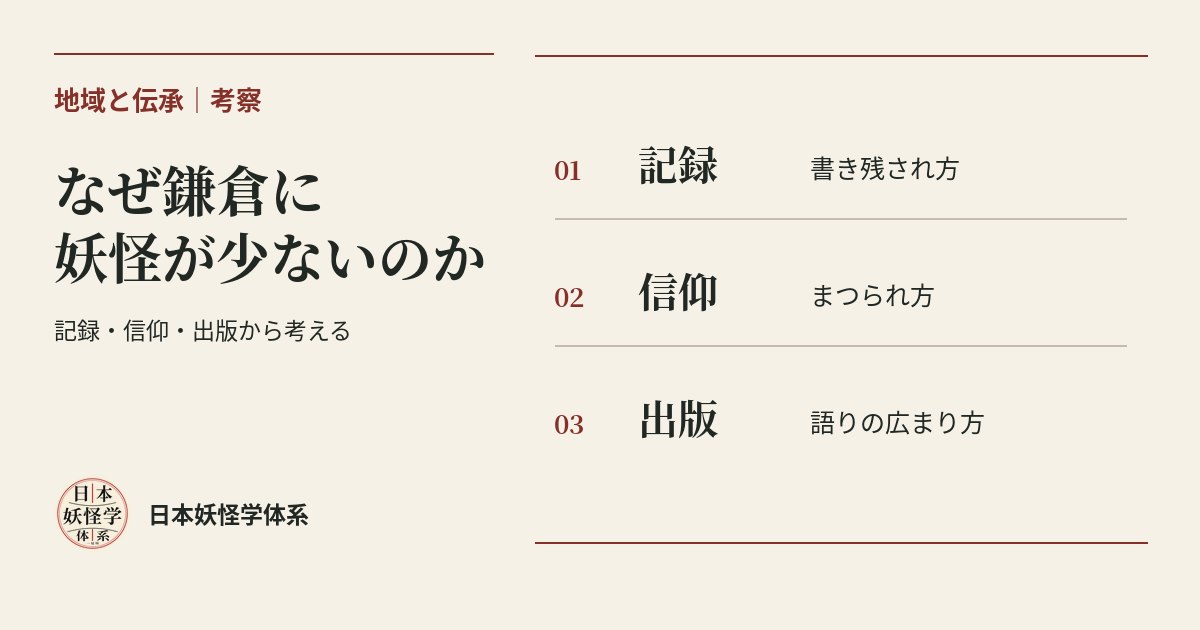 地域と伝承｜考察
なぜ鎌倉に
妖怪が少ないのか
記録・信仰・出版から考える
01 記録 書き残され方
02 信仰 まつられ方
03 出版 語りの広まり方
日本
妖怪学
体系
日本妖怪学体系